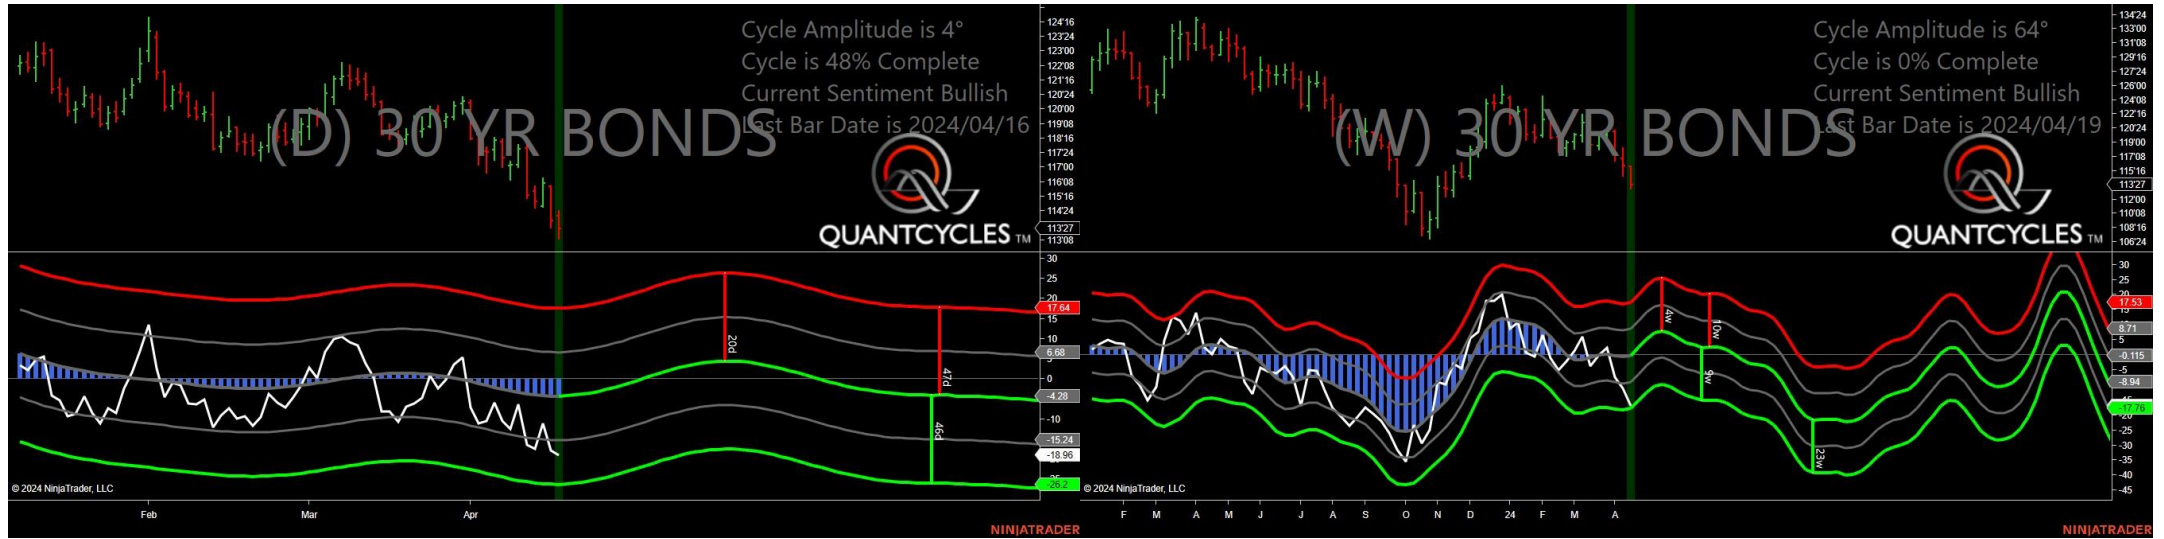 Cycle Amplitude is 4°
Cycle is 48% Complete
Current Sentiment Bullish
Last Bar Date is 2024/04/16
(D) 30 YR BONDS
QUANTCYCLES TM
124'16
123'24
123'00
122'08
121'16
120'24
120'00
119'08
118'16
117'24
117'00
116'08
115'16
114'24
113'27
113'08
30
25
20
17.64
15
10
6.68
5
0
-4.28
-10
-15.24
-18.96
-26.2
20d
47d
46d
© 2024 NinjaTrader, LLC
Feb Mar Apr
NINJATRADER
Cycle Amplitude is 64°
Cycle is 0% Complete
Current Sentiment Bullish
Last Bar Date is 2024/04/19
(W) 30 YR BONDS
QUANTCYCLES TM
134'24
133'00
131'08
129'16
127'24
126'00
124'08
122'16
120'24
119'00
117'08
115'16
113'27
112'00
110'08
108'16
106'24
30
25
17.53
8.71
5
-0.115
-5
-8.94
-17.76
-25
-30
-35
-40
-45
4w
10w
9w
23w
© 2024 NinjaTrader, LLC
F M A M J J A S O N D 24 F M A
NINJATRADER